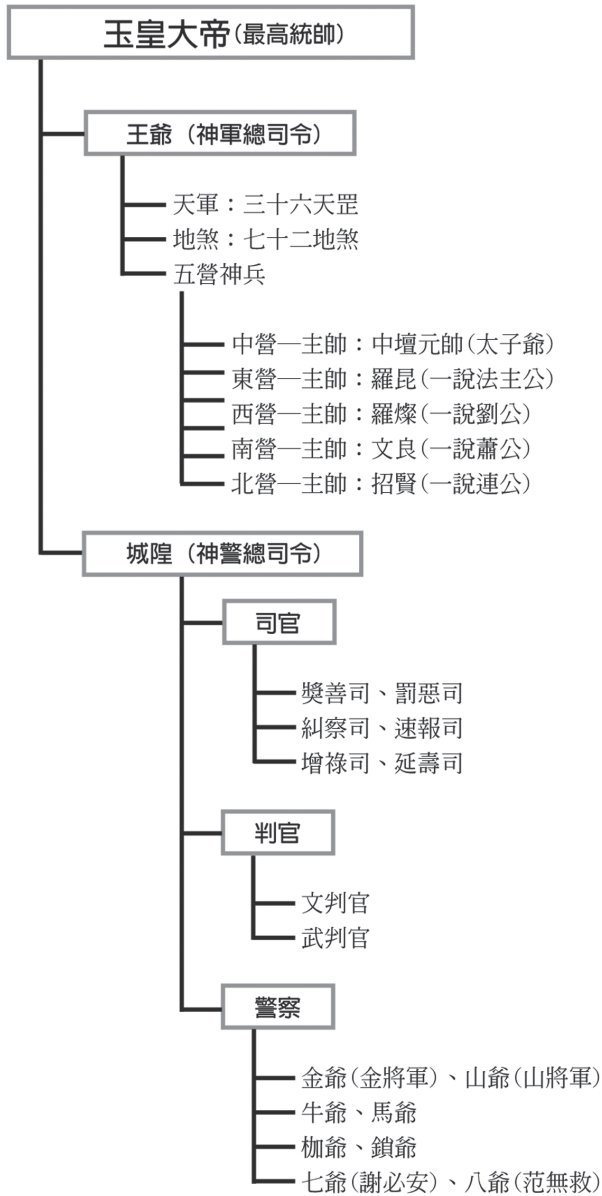 玉皇大帝(最高統帥)
王爺（神軍總司令）
天軍：三十六天罡
地煞：七十二地煞
五營神兵
中營─主帥：中壇元帥(太子爺)
東營─主帥：羅昆(一說法主公)
西營─主帥：羅燦(一說劉公)
南營─主帥：文良(一說蕭公)
北營─主帥：招賢(一說連公)
城隍（神警總司令）
司官
獎善司、罰惡司
糾察司、速報司
增祿司、延壽司
判官
文判官
武判官
警察
金爺(金將軍)、山爺(山將軍)
牛爺、馬爺
枷爺、鎖爺
七爺(謝必安)、八爺(范無救)